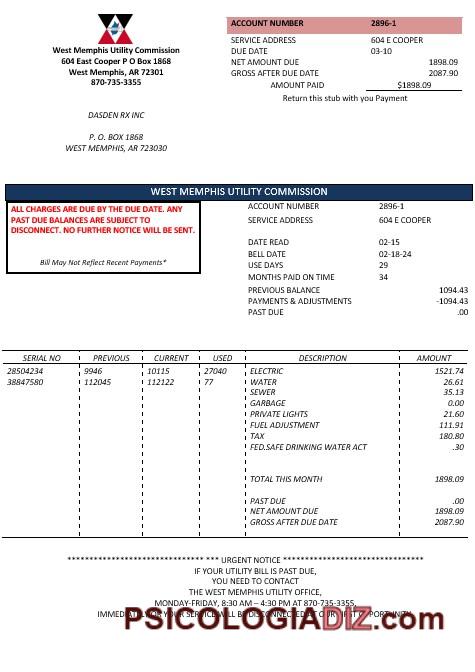 West Memphis Utility Commission
604 East Cooper P O Box 1868
West Memphis, AR 72301
870-735-3355
ACCOUNT NUMBER 2896-1
SERVICE ADDRESS 604 E COOPER
DUE DATE 03-10
NET AMOUNT DUE 1898.09
GROSS AFTER DUE DATE 2087.90
AMOUNT PAID $1898.09
Return this stub with you Payment
DASDEN RX INC
P. O. BOX 1868
WEST MEMPHIS, AR 723030
WEST MEMPHIS UTILITY COMMISSION
ALL CHARGES ARE DUE BY THE DUE DATE. ANY
PAST DUE BALANCES ARE SUBJECT TO
DISCONNECT. NO FURTHER NOTICE WILL BE SENT.
Bill May Not Reflect Recent Payments*
ACCOUNT NUMBER 2896-1
SERVICE ADDRESS 604 E COOPER
DATE READ 02-15
BELL DATE 02-18-24
USE DAYS 29
MONTHS PAID ON TIME 34
PREVIOUS BALANCE 1094.43
PAYMENTS & ADJUSTMENTS -1094.43
PAST DUE .00
SERIAL NO PREVIOUS CURRENT USED DESCRIPTION AMOUNT
28504234 9946 10115 27040 ELECTRIC 1521.74
38847580 112045 112122 77 WATER 26.61
SEWER 35.13
GARBAGE 0.00
PRIVATE LIGHTS 21.60
FUEL ADJUSTMENT 111.91
TAX 180.80
FED.SAFE DRINKING WATER ACT .30
TOTAL THIS MONTH 1898.09
PAST DUE .00
NET AMOUNT DUE 1898.09
GROSS AFTER DUE DATE 2087.90
****************************** *** URGENT NOTICE ********************************
IF YOUR UTILITY BILL IS PAST DUE,
YOU NEED TO CONTACT
THE WEST MEMPHIS UTILITY OFFICE,
MONDAY-FRIDAY, 8:30 AM – 4:30 PM AT 870-735-3355,
IMMEDIATELY OR YOUR SERVICE WILL BE DISCONNECTED AT OUR FIRST OPPORTUNITY
PSICOLOGIADIZ.com